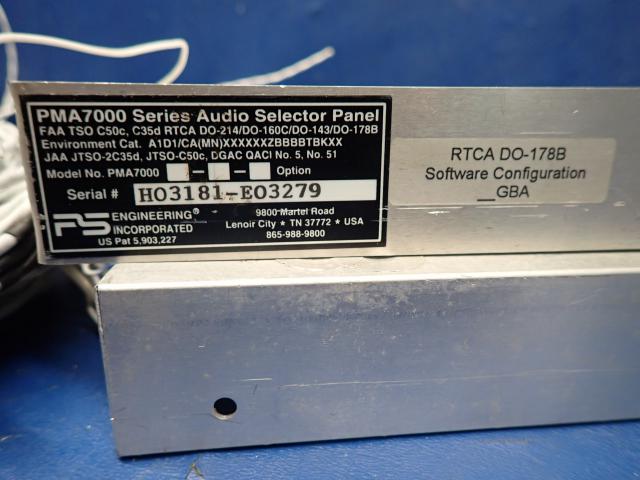 PMA7000 Series Audio Selector Panel
FAA TSO C50c, C35d RTCA DO-214/DO-160C/DO-143/DO-178B
Environment Cat. A1D1/CA(MN)XXXXXXZBBBBTBKXX
JAA JTSO-2C35d, JTSO-C50c, DGAC QACI No. 5, No. 51
Model No. PMA7000 - - - Option
Serial # HO3181-EO3279
PS ENGINEERING INCORPORATED
US Pat 5,903,227
9800 Martel Road
Lenoir City * TN 37772 * USA
865-988-9800
RTCA DO-178B
Software Configuration
__GBA